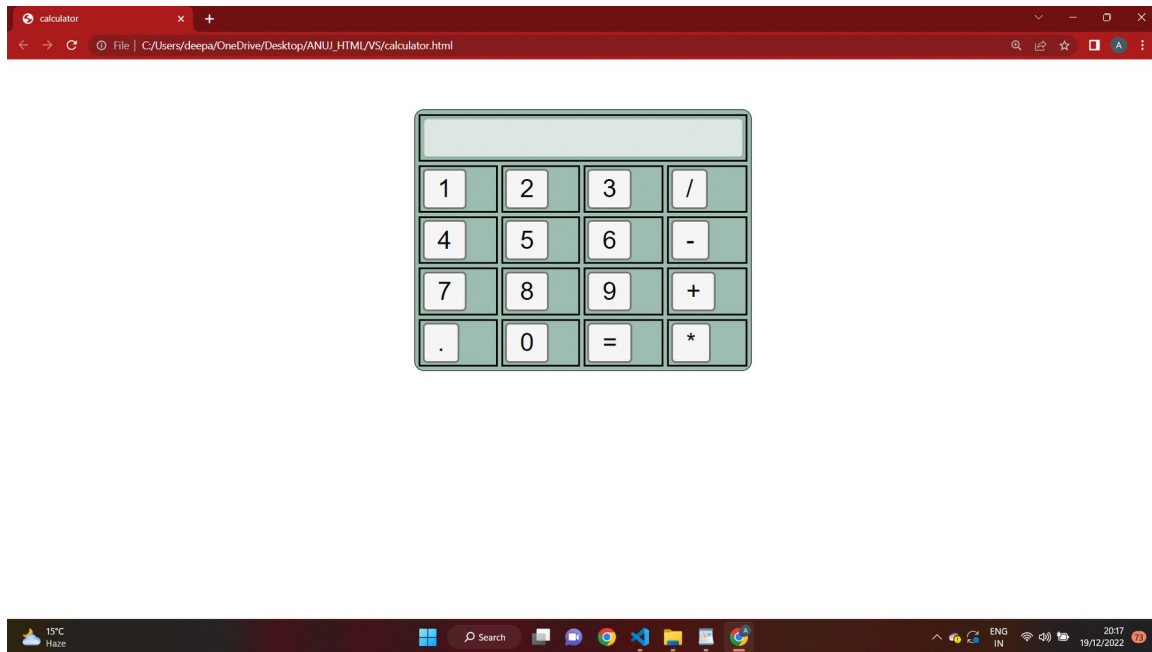 calculator
File | C:/Users/deepa/OneDrive/Desktop/ANUJ_HTML/VS/calculator.html
A
1 2 3 /
4 5 6 -
7 8 9 +
. 0 = *
15°C
Haze
Search
A
ENG
IN
20:17
19/12/2022
73